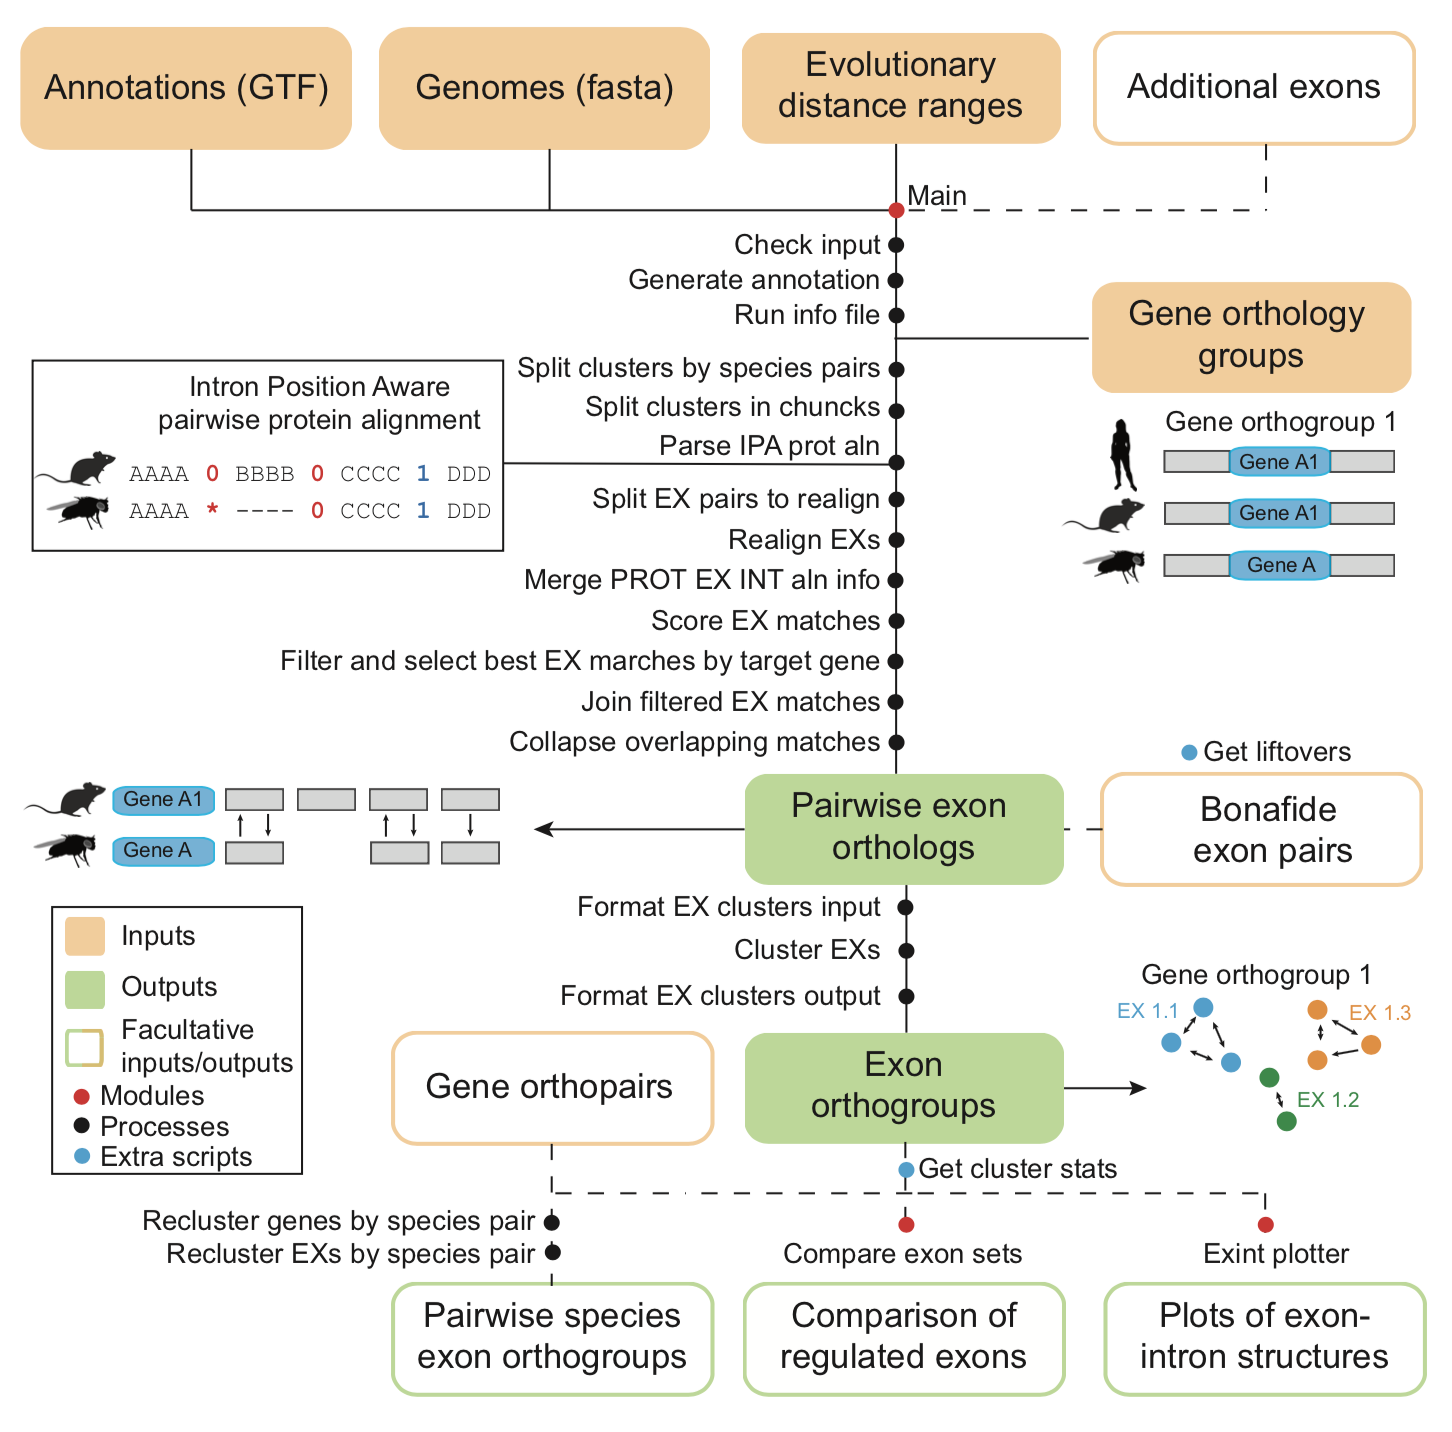 Annotations (GTF)
Genomes (fasta)
Evolutionary
distance ranges
Additional exons
Main
Check input
Generate annotation
Run info file
Gene orthology
groups
Split clusters by species pairs
Split clusters in chuncks
Parse IPA prot aln
Intron Position Aware
pairwise protein alignment
AAAA 0 BBBB 0 CCCC 1 DDD
AAAA * ---- 0 CCCC 1 DDD
Gene orthogroup 1
Gene A1
Gene A1
Gene A
Split EX pairs to realign
Realign EXs
Merge PROT EX INT aln info
Score EX matches
Filter and select best EX marches by target gene
Join filtered EX matches
Collapse overlapping matches
Get liftovers
Gene A1
Gene A
Pairwise exon
orthologs
Bonafide
exon pairs
Format EX clusters input
Cluster EXs
Format EX clusters output
Inputs
Outputs
Facultative
inputs/outputs
Modules
Processes
Extra scripts
Gene orthopairs
Exon
orthogroups
Gene orthogroup 1
EX 1.1
EX 1.3
EX 1.2
Get cluster stats
Recluster genes by species pair
Recluster EXs by species pair
Compare exon sets
Exint plotter
Pairwise species
exon orthogroups
Comparison of
regulated exons
Plots of exon-
intron structures